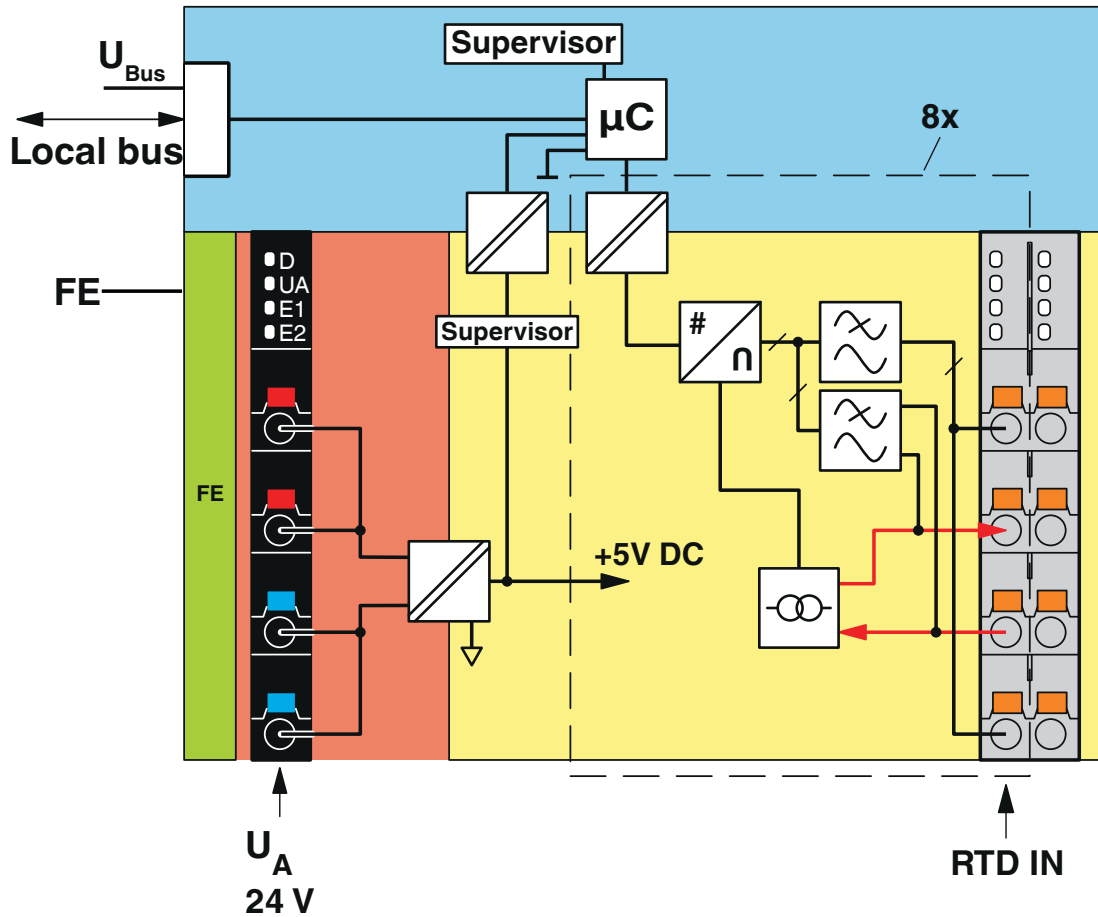 Supervisor
U Bus
µC
8x
Local bus
D
UA
FE
E1
E2
Supervisor
#
∩
FE
+5V DC
U A
24 V
RTD IN